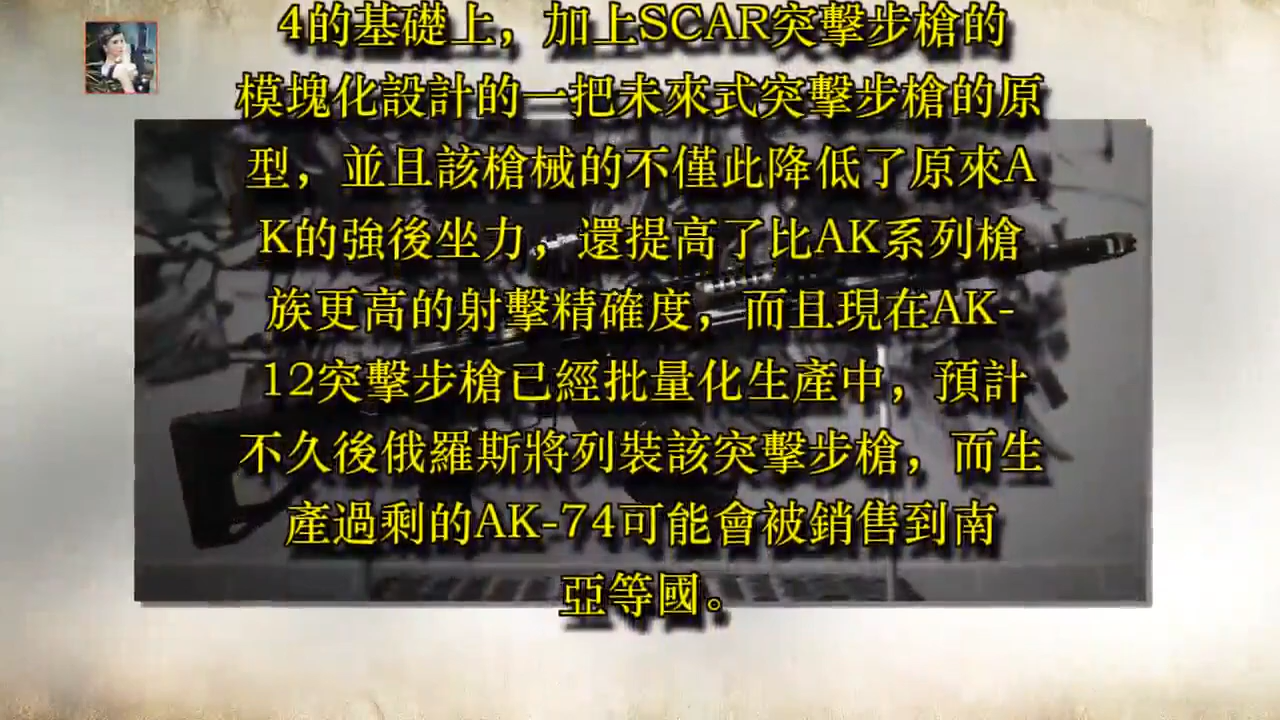 4的基礎上，加上SCAR突擊步槍的
模塊化設計的一把未來式突擊步槍的原
型，並且該槍械的不僅此降低了原來A
K的強後坐力，還提高了比AK系列槍
族更高的射擊精確度，而且現在AK-
12突擊步槍已經批量化生產中，預計
不久後俄羅斯將列裝該突擊步槍，而生
產過剩的AK-74可能會被銷售到南
亞等國。